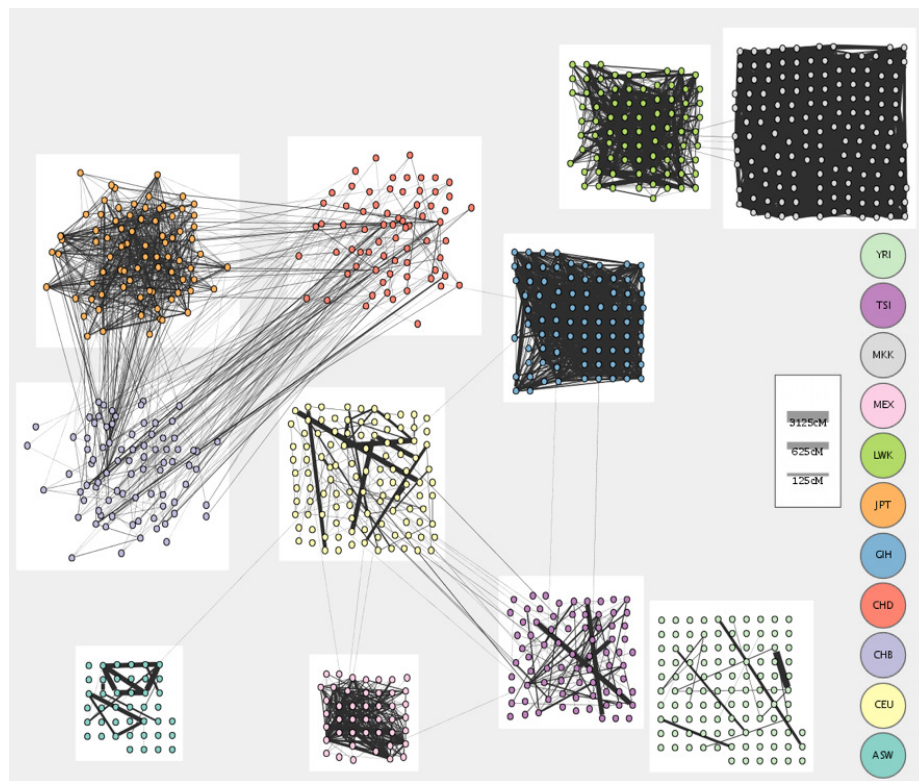 YRI
TSI
MKK
MEX
3125cM
LWK
625cM
125cM
JPT
GIH
CHD
CHB
CEU
ASW